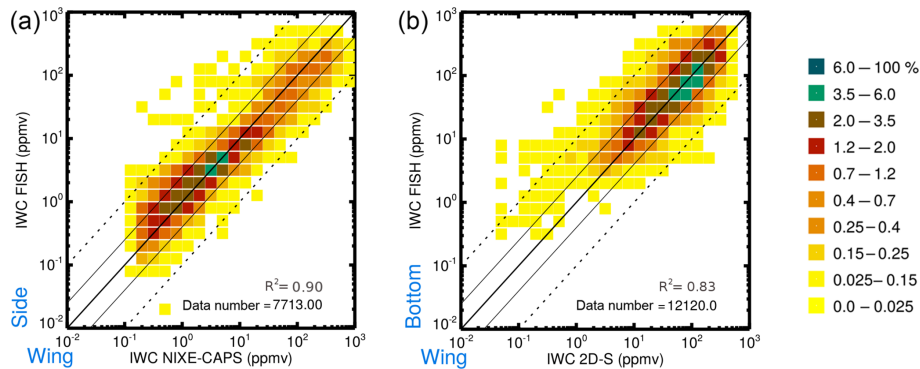 (a)
10³
10²
10¹
10⁰
10⁻¹
10⁻²
IWC FISH (ppmv)
Side
R² = 0.90
Data number =7713.00
10⁻² 10⁻¹ 10⁰ 10¹ 10² 10³
Wing
IWC NIXE-CAPS (ppmv)
(b)
10³
10²
10¹
10⁰
10⁻¹
10⁻²
IWC FISH (ppmv)
Bottom
R² = 0.83
Data number =12120.0
10⁻² 10⁻¹ 10⁰ 10¹ 10² 10³
Wing
IWC 2D-S (ppmv)
6.0—100 %
3.5—6.0
2.0—3.5
1.2—2.0
0.7—1.2
0.4—0.7
0.25—0.4
0.15—0.25
0.025—0.15
0.0—0.025